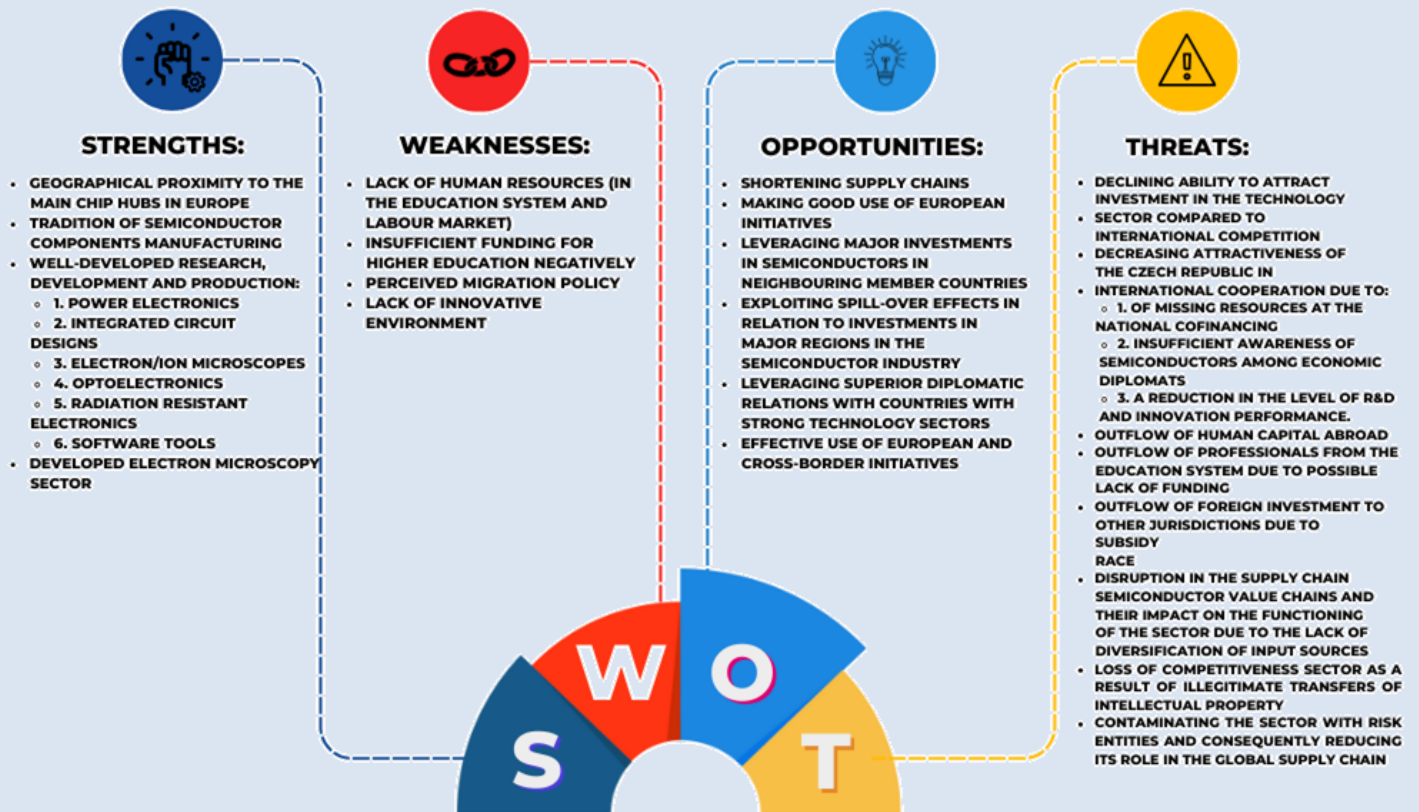 STRENGTHS:
• GEOGRAPHICAL PROXIMITY TO THE
MAIN CHIP HUBS IN EUROPE
• TRADITION OF SEMICONDUCTOR
COMPONENTS MANUFACTURING
• WELL-DEVELOPED RESEARCH,
DEVELOPMENT AND PRODUCTION:
◦ 1. POWER ELECTRONICS
◦ 2. INTEGRATED CIRCUIT
DESIGNS
◦ 3. ELECTRON/ION MICROSCOPES
◦ 4. OPTOELECTRONICS
◦ 5. RADIATION RESISTANT
ELECTRONICS
◦ 6. SOFTWARE TOOLS
• DEVELOPED ELECTRON MICROSCOPY
SECTOR
WEAKNESSES:
• LACK OF HUMAN RESOURCES (IN
THE EDUCATION SYSTEM AND
LABOUR MARKET)
• INSUFFICIENT FUNDING FOR
HIGHER EDUCATION NEGATIVELY
• PERCEIVED MIGRATION POLICY
• LACK OF INNOVATIVE
ENVIRONMENT
OPPORTUNITIES:
• SHORTENING SUPPLY CHAINS
• MAKING GOOD USE OF EUROPEAN
INITIATIVES
• LEVERAGING MAJOR INVESTMENTS
IN SEMICONDUCTORS IN
NEIGHBOURING MEMBER COUNTRIES
• EXPLOITING SPILL-OVER EFFECTS IN
RELATION TO INVESTMENTS IN
MAJOR REGIONS IN THE
SEMICONDUCTOR INDUSTRY
• LEVERAGING SUPERIOR DIPLOMATIC
RELATIONS WITH COUNTRIES WITH
STRONG TECHNOLOGY SECTORS
• EFFECTIVE USE OF EUROPEAN AND
CROSS-BORDER INITIATIVES
THREATS:
• DECLINING ABILITY TO ATTRACT
INVESTMENT IN THE TECHNOLOGY
• SECTOR COMPARED TO
INTERNATIONAL COMPETITION
• DECREASING ATTRACTIVENESS OF
THE CZECH REPUBLIC IN
• INTERNATIONAL COOPERATION DUE TO:
◦ 1. OF MISSING RESOURCES AT THE
NATIONAL COFINANCING
◦ 2. INSUFFICIENT AWARENESS OF
SEMICONDUCTORS AMONG ECONOMIC
DIPLOMATS
◦ 3. A REDUCTION IN THE LEVEL OF R&D
AND INNOVATION PERFORMANCE.
• OUTFLOW OF HUMAN CAPITAL ABROAD
• OUTFLOW OF PROFESSIONALS FROM THE
EDUCATION SYSTEM DUE TO POSSIBLE
LACK OF FUNDING
• OUTFLOW OF FOREIGN INVESTMENT TO
OTHER JURISDICTIONS DUE TO
SUBSIDY
RACE
• DISRUPTION IN THE SUPPLY CHAIN
SEMICONDUCTOR VALUE CHAINS AND
THEIR IMPACT ON THE FUNCTIONING
OF THE SECTOR DUE TO THE LACK OF
DIVERSIFICATION OF INPUT SOURCES
• LOSS OF COMPETITIVENESS SECTOR AS A
RESULT OF ILLEGITIMATE TRANSFERS OF
INTELLECTUAL PROPERTY
• CONTAMINATING THE SECTOR WITH RISK
ENTITIES AND CONSEQUENTLY REDUCING
ITS ROLE IN THE GLOBAL SUPPLY CHAIN
S
W
O
T